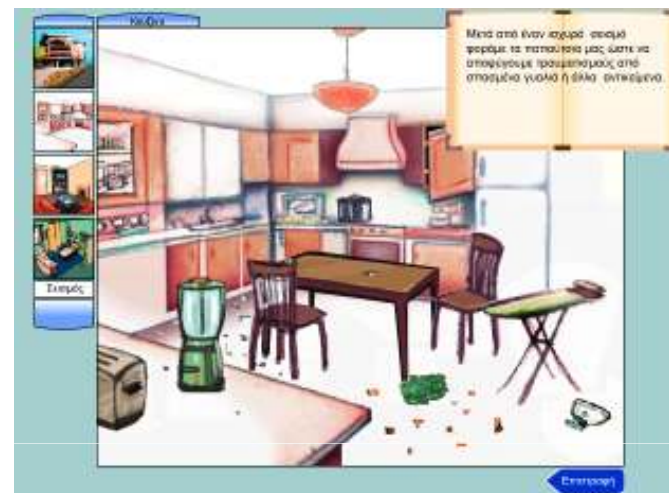 Κουζίνα
Μετά από έναν ισχυρό σεισμό
φοράμε τα παπούτσια μας ώστε να
αποφύγουμε τραυματισμούς από
σπασμένα γυαλιά ή άλλα αντικείμενα.
Σεισμός
Επιστροφή